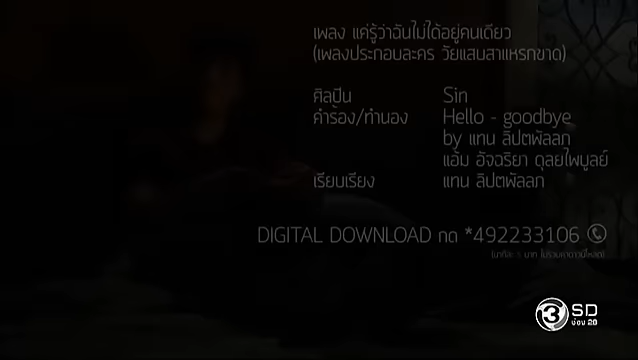 เพลง แค่รู้ว่าฉันไม่ได้อยู่คนเดียว
(เพลงประกอบละคร วัยแสบสาแหรกขาด)
ศิลปิน Sin
คำร้อง/ทำนอง Hello - goodbye
by แทน ลิปตพัลลภ
แอ้ม อัจฉริยา ดุลยไพบูลย์
เรียบเรียง แทน ลิปตพัลลภ
DIGITAL DOWNLOAD กด *492233106
3 SD
ช่อง 28